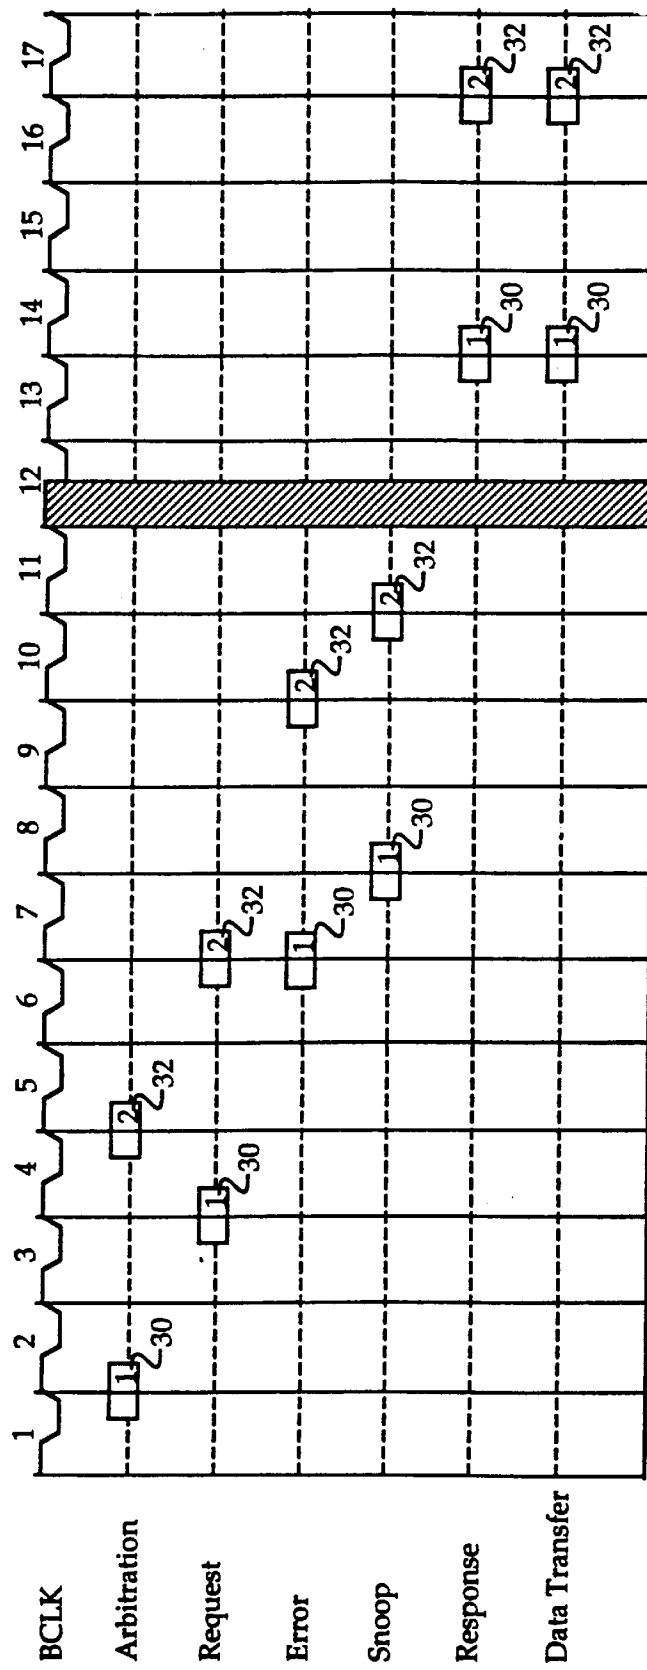 BCLK 1 2 3 4 5 6 7 8 9 10 11 12 13 14 15 16 17
Arbitration 1 30 2 32
Request 1 30 2 32
Error 1 30 2 32
Snoop 1 30 2 32
Response 1 30 2 32
Data Transfer 1 30 2 32